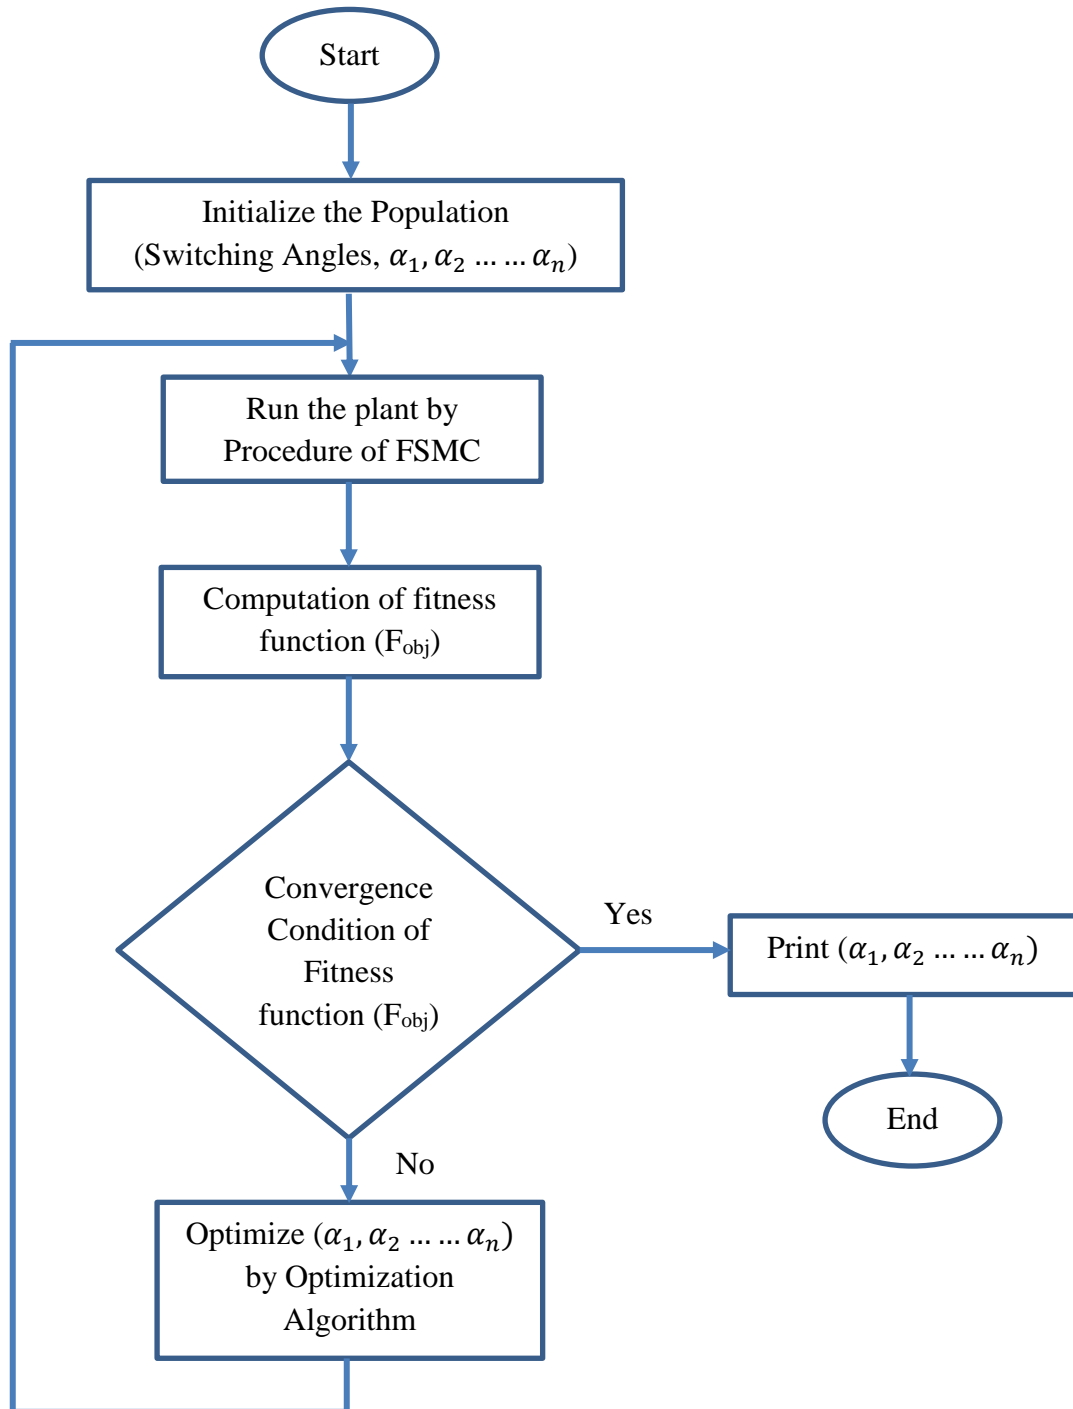 Start
Initialize the Population
(Switching Angles, α₁, α₂ … … αₙ)
Run the plant by
Procedure of FSMC
Computation of fitness
function (Fobj)
Convergence
Condition of
Fitness
function (Fobj)
Yes
Print (α₁, α₂ … … αₙ)
End
No
Optimize (α₁, α₂ … … αₙ)
by Optimization
Algorithm